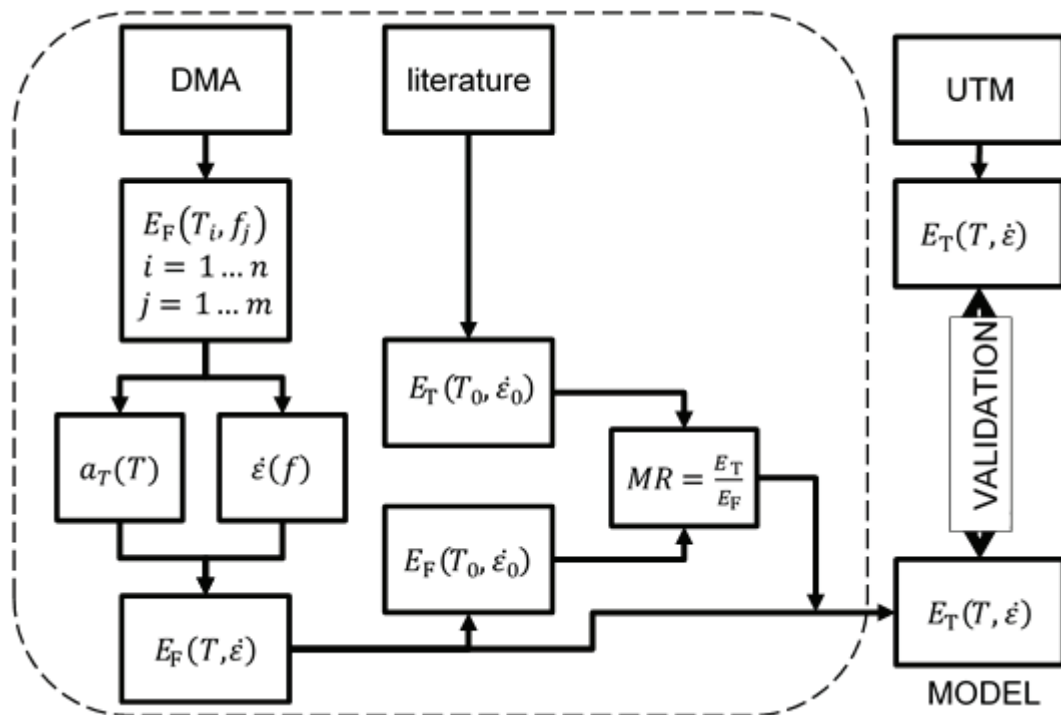 DMA
literature
UTM
E_F(T_i, f_j)
i = 1 … n
j = 1 … m
E_T(T, ε̇)
VALIDATION
E_T(T_0, ε̇_0)
a_T(T)
ε̇(f)
MR = E_T/E_F
E_F(T_0, ε̇_0)
E_F(T, ε̇)
E_T(T, ε̇)
MODEL